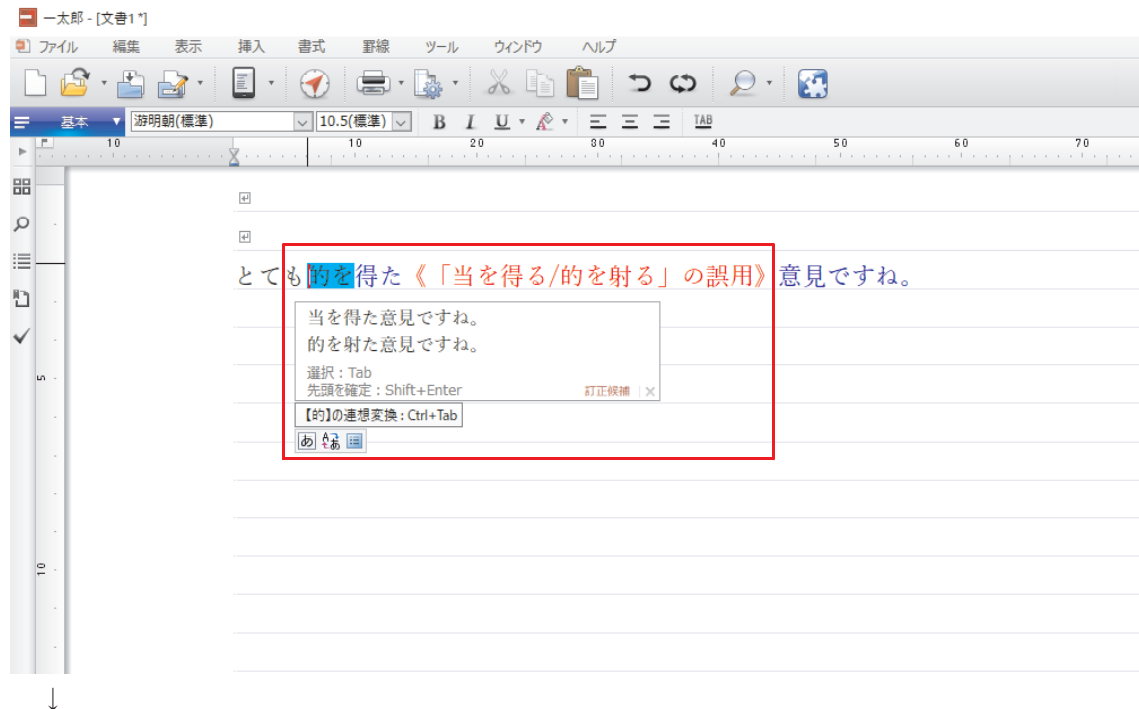 一太郎 - [文書1 *]
ファイル 編集 表示 挿入 書式 罫線 ツール ウィンドウ ヘルプ
基本 游明朝(標準) 10.5(標準) B I U A TAB
10 10 20 30 40 50 60 70
とても的を得た《「当を得る/的を射る」の誤用》意見ですね。
当を得た意見ですね。
的を射た意見ですね。
選択：Tab
先頭を確定：Shift+Enter 訂正候補
【的】の連想変換：Ctrl+Tab
あ Aあ
5
10
↓